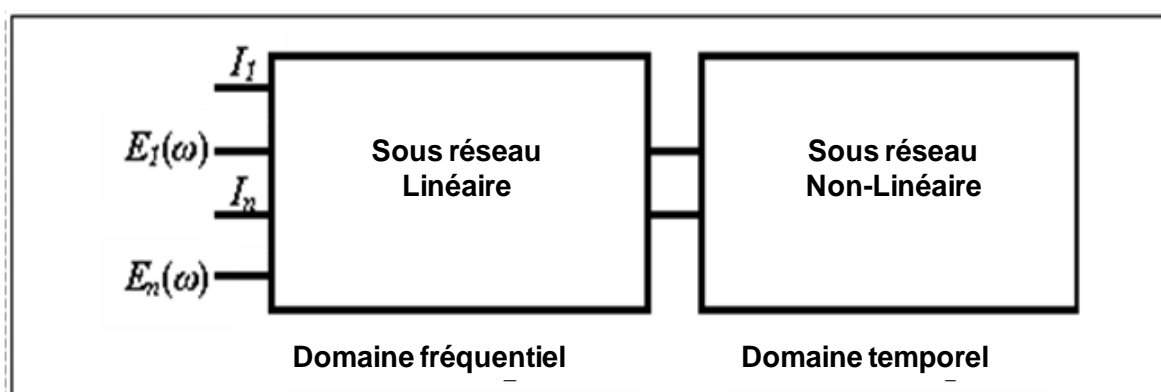 I₁
E₁(ω)
Sous réseau
Linéaire
Sous réseau
Non-Linéaire
Iₙ
Eₙ(ω)
Domaine fréquentiel
Domaine temporel